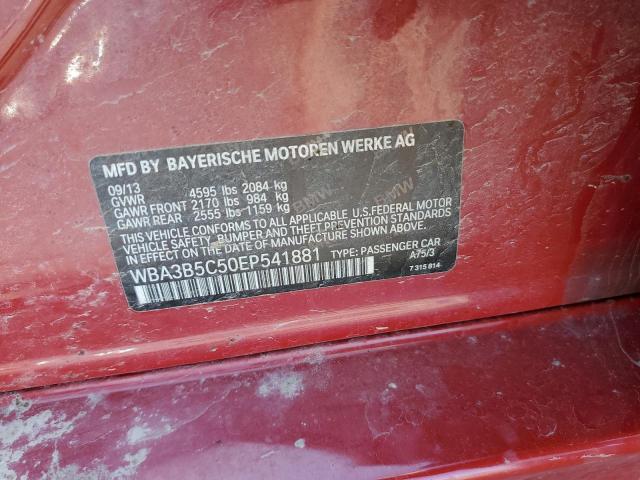 MFD BY BAYERISCHE MOTOREN WERKE AG
09/13
GVWR 4595 lbs 2084 kg
GAWR FRONT 2170 lbs 984 kg
GAWR REAR 2555 lbs 1159 kg
THIS VEHICLE CONFORMS TO ALL APPLICABLE U.S. FEDERAL MOTOR
VEHICLE SAFETY, BUMPER AND THEFT PREVENTION STANDARDS
IN EFFECT ON THE DATE OF MANUFACTURE SHOWN ABOVE.
WBA3B5C50EP541881 TYPE: PASSENGER CAR
A75/3
7 315 814
BMW
BMW